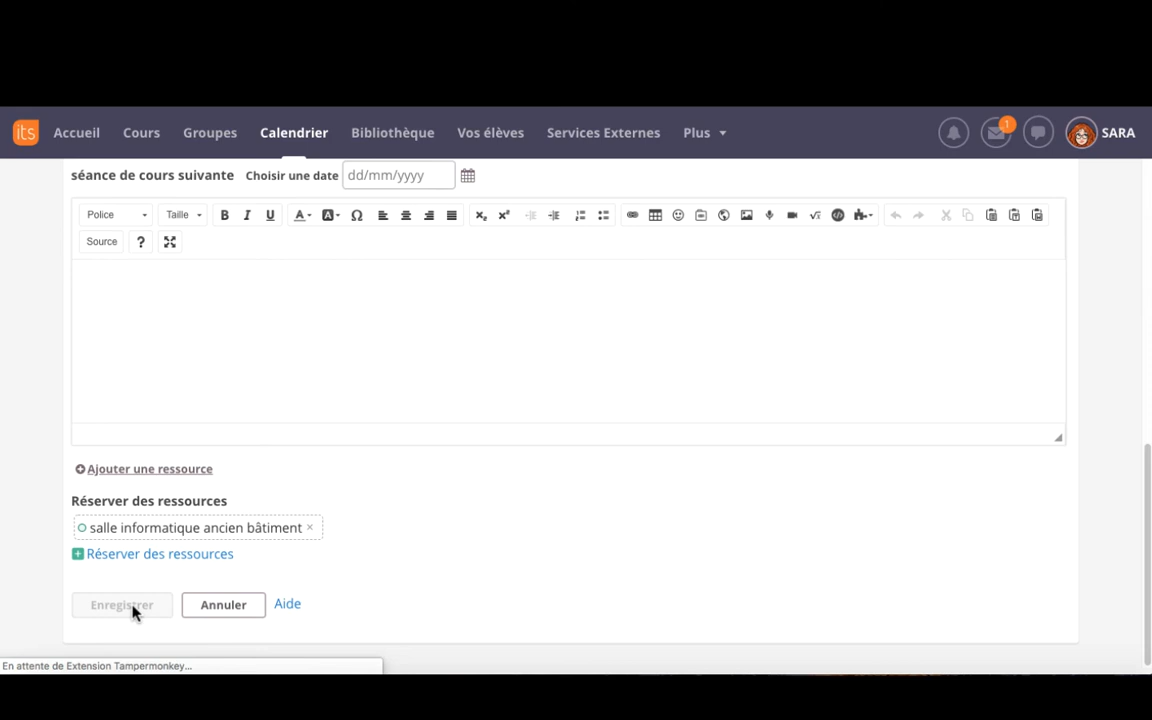 its Accueil Cours Groupes Calendrier Bibliothèque Vos élèves Services Externes Plus 1 SARA
séance de cours suivante Choisir une date dd/mm/yyyy
Police Taille B I U A A Ω x₂ x²
Source ?
Ajouter une ressource
Réserver des ressources
salle informatique ancien bâtiment ×
Réserver des ressources
Enregistrer Annuler Aide
En attente de Extension Tampermonkey...